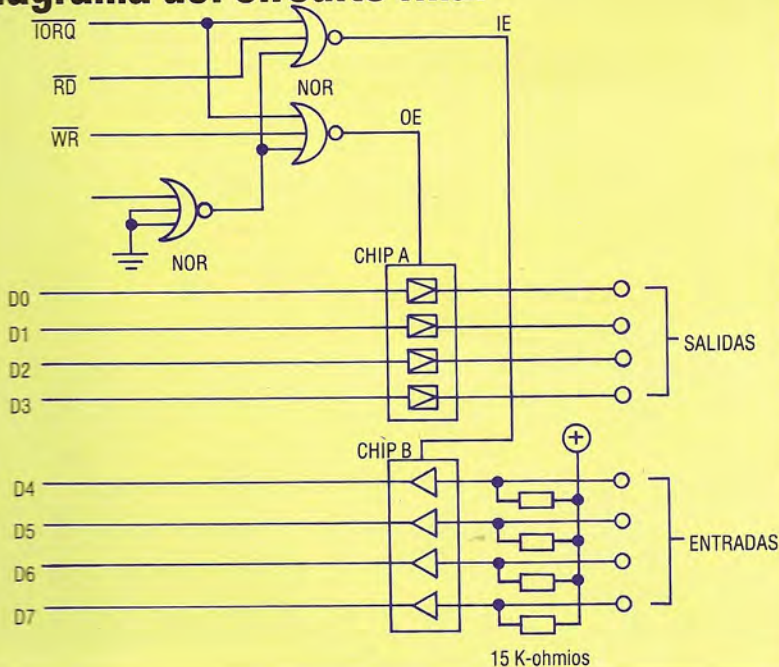 IORQ
IE
RD
NOR
OE
WR
CHIP A
NOR
D0
D1
SALIDAS
D2
D3
CHIP B
D4
D5
ENTRADAS
D6
D7
15 K-ohmios